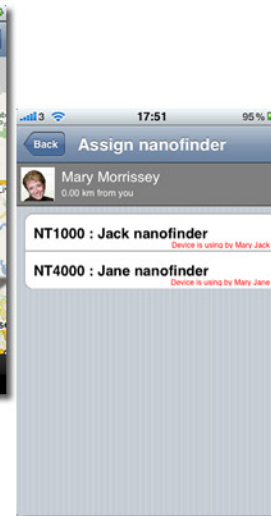 3 17:51 95 %
Back Assign nanofinder
Mary Morrissey
0.00 km from you
NT1000 : Jack nanofinder
Device is using by Mary Jack
NT4000 : Jane nanofinder
Device is using by Mary Jane